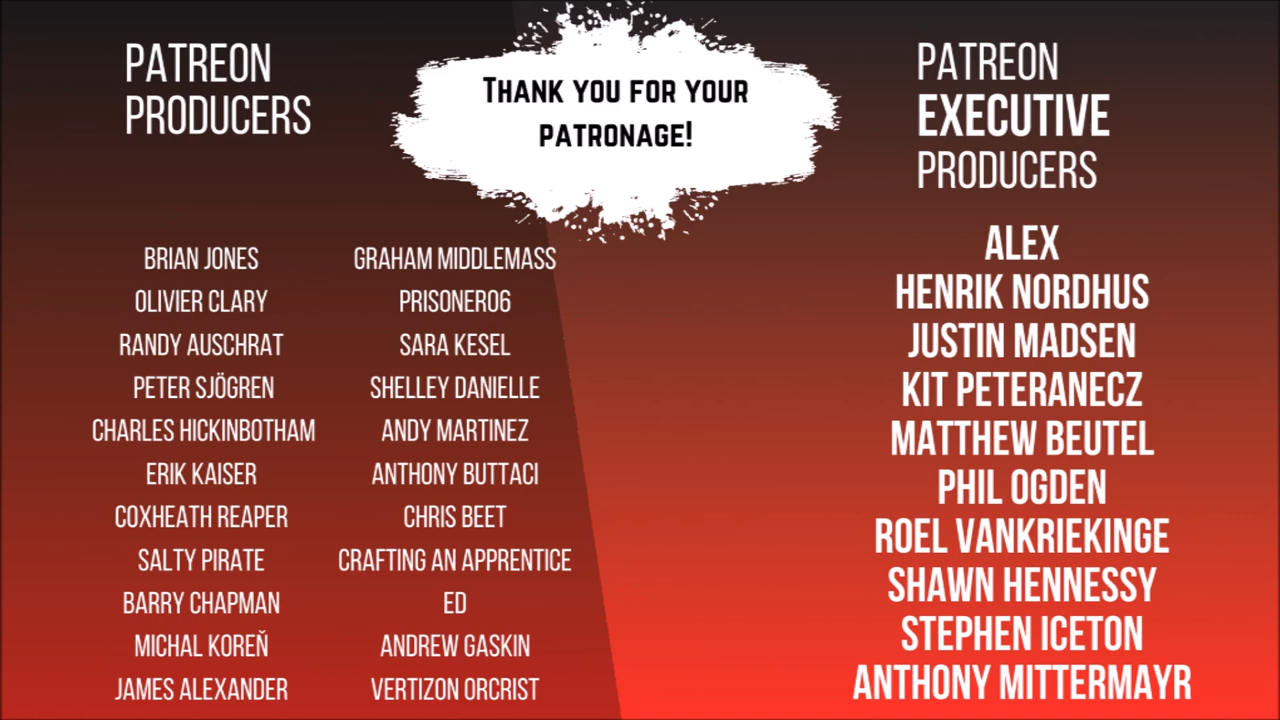 PATREON
PRODUCERS
THANK YOU FOR YOUR
PATRONAGE!
PATREON
EXECUTIVE
PRODUCERS
BRIAN JONES
OLIVIER CLARY
RANDY AUSCHRAT
PETER SJÖGREN
CHARLES HICKINBOTHAM
ERIK KAISER
COXHEATH REAPER
SALTY PIRATE
BARRY CHAPMAN
MICHAL KOREŇ
JAMES ALEXANDER
GRAHAM MIDDLEMASS
PRISONER06
SARA KESEL
SHELLEY DANIELLE
ANDY MARTINEZ
ANTHONY BUTTACI
CHRIS BEET
CRAFTING AN APPRENTICE
ED
ANDREW GASKIN
VERTIZON ORCRIST
ALEX
HENRIK NORDHUS
JUSTIN MADSEN
KIT PETERANECZ
MATTHEW BEUTEL
PHIL OGDEN
ROEL VANKRIEKINGE
SHAWN HENNESSY
STEPHEN ICETON
ANTHONY MITTERMAYR